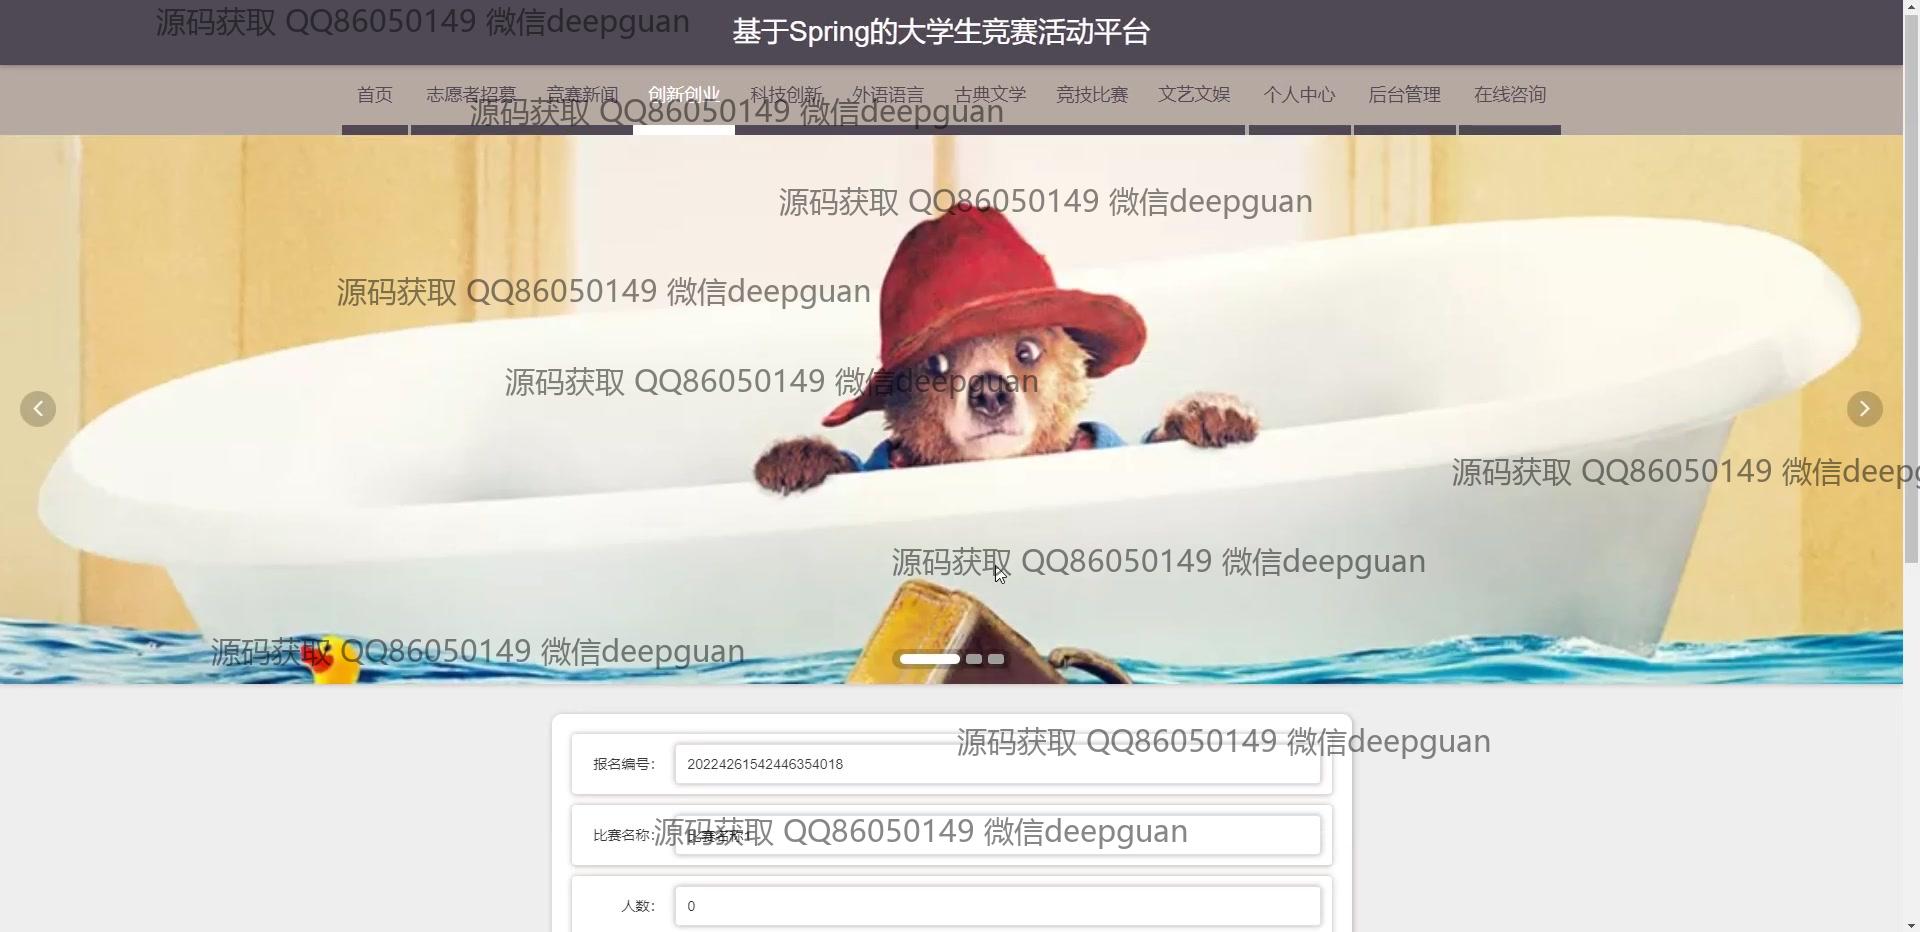 源码获取 QQ86050149 微信deepguan
基于Spring的大学生竞赛活动平台
首页 志愿者招募 竞赛新闻 创新创业 科技创新 外语语言 古典文学 竞技比赛 文艺文娱 个人中心 后台管理 在线咨询
源码获取 QQ86050149 微信deepguan
源码获取 QQ86050149 微信deepguan
源码获取 QQ86050149 微信deepguan
源码获取 QQ86050149 微信deepguan
源码获取 QQ86050149 微信deep
源码获取 QQ86050149 微信deepguan
源码获取 QQ86050149 微信deepguan
源码获取 QQ86050149 微信deepguan
报名编号： 20224261542446354018
比赛名称： 比赛名称1
源码获取 QQ86050149 微信deepguan
人数： 0